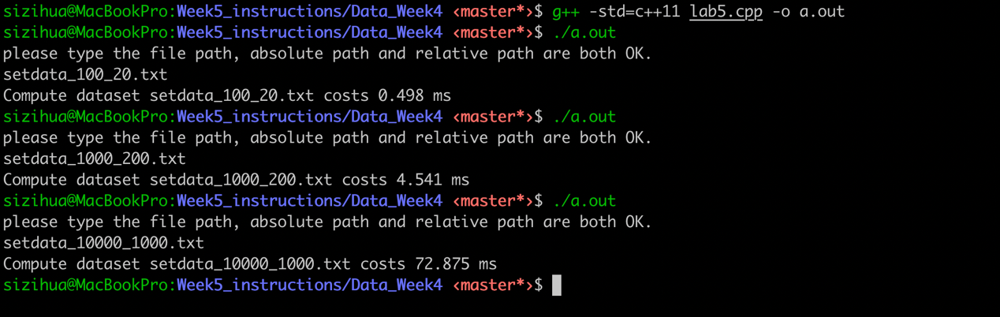 sizihua@MacBookPro:Week5_instructions/Data_Week4 <master*>$ g++ -std=c++11 lab5.cpp -o a.out
sizihua@MacBookPro:Week5_instructions/Data_Week4 <master*>$ ./a.out
please type the file path, absolute path and relative path are both OK.
setdata_100_20.txt
Compute dataset setdata_100_20.txt costs 0.498 ms
sizihua@MacBookPro:Week5_instructions/Data_Week4 <master*>$ ./a.out
please type the file path, absolute path and relative path are both OK.
setdata_1000_200.txt
Compute dataset setdata_1000_200.txt costs 4.541 ms
sizihua@MacBookPro:Week5_instructions/Data_Week4 <master*>$ ./a.out
please type the file path, absolute path and relative path are both OK.
setdata_10000_1000.txt
Compute dataset setdata_10000_1000.txt costs 72.875 ms
sizihua@MacBookPro:Week5_instructions/Data_Week4 <master*>$